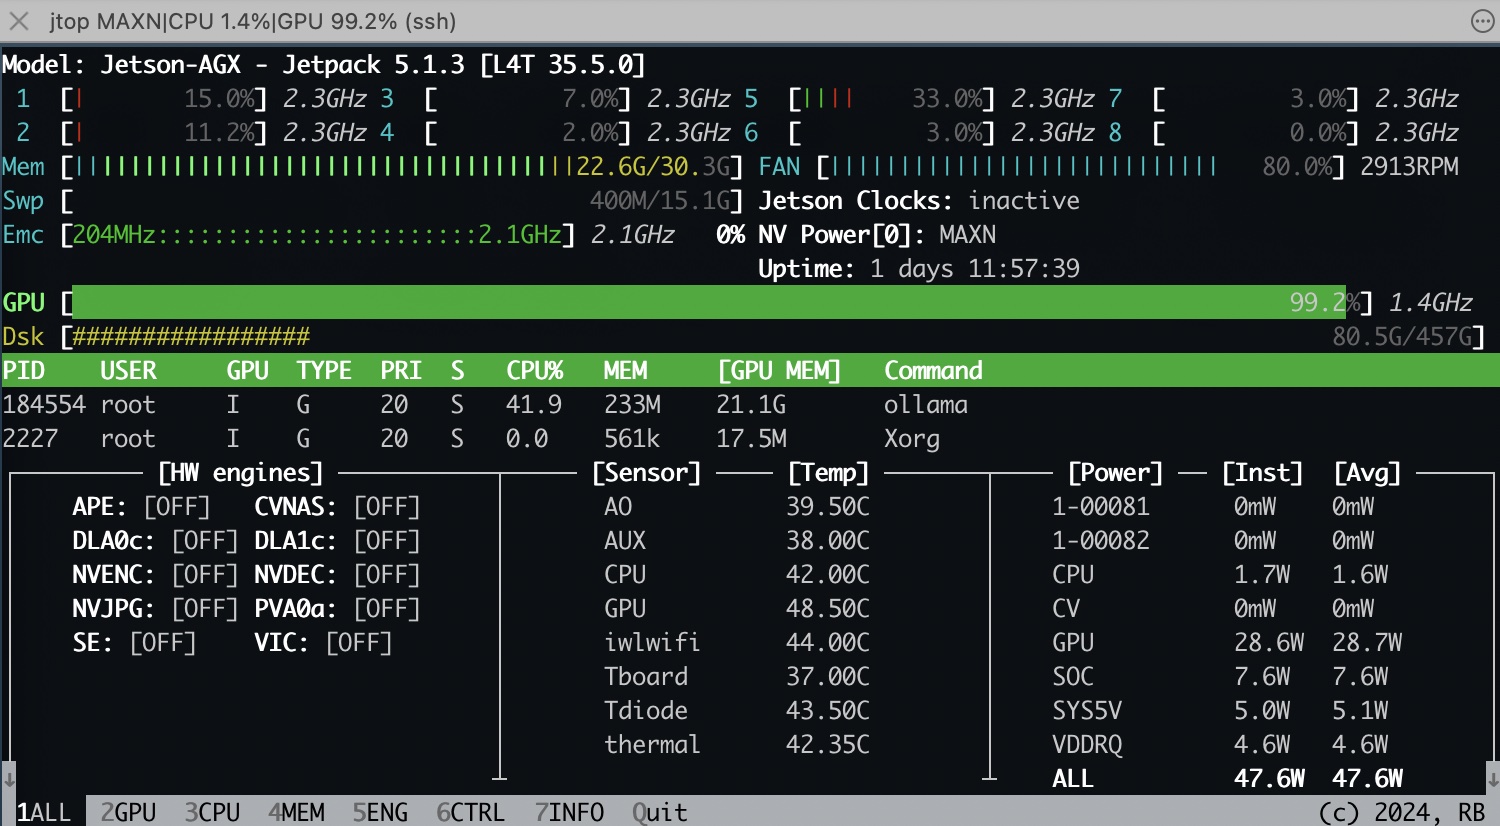 jtop MAXN|CPU 1.4%|GPU 99.2% (ssh)
Model: Jetson-AGX - Jetpack 5.1.3 [L4T 35.5.0]
1 [| 15.0%] 2.3GHz 3 [ 7.0%] 2.3GHz 5 [|||| 33.0%] 2.3GHz 7 [ 3.0%] 2.3GHz
2 [| 11.2%] 2.3GHz 4 [ 2.0%] 2.3GHz 6 [ 3.0%] 2.3GHz 8 [ 0.0%] 2.3GHz
Mem [||||||||||||||||||||||||||||||||||||22.6G/30.3G] FAN [|||||||||||||||||||||||||||| 80.0%] 2913RPM
Swp [ 400M/15.1G] Jetson Clocks: inactive
Emc [204MHz:::::::::::::::::::::::2.1GHz] 2.1GHz 0% NV Power[0]: MAXN
Uptime: 1 days 11:57:39
GPU [ 99.2%] 1.4GHz
Dsk [################# 80.5G/457G]
PID USER GPU TYPE PRI S CPU% MEM [GPU MEM] Command
184554 root I G 20 S 41.9 233M 21.1G ollama
2227 root I G 20 S 0.0 561k 17.5M Xorg
[HW engines] [Sensor] [Temp] [Power] [Inst] [Avg]
APE: [OFF] CVNAS: [OFF] AO 39.50C 1-00081 0mW 0mW
DLA0c: [OFF] DLA1c: [OFF] AUX 38.00C 1-00082 0mW 0mW
NVENC: [OFF] NVDEC: [OFF] CPU 42.00C CPU 1.7W 1.6W
NVJPG: [OFF] PVA0a: [OFF] GPU 48.50C CV 0mW 0mW
SE: [OFF] VIC: [OFF] iwlwifi 44.00C GPU 28.6W 28.7W
Tboard 37.00C SOC 7.6W 7.6W
Tdiode 43.50C SYS5V 5.0W 5.1W
thermal 42.35C VDDRQ 4.6W 4.6W
ALL 47.6W 47.6W
1ALL 2GPU 3CPU 4MEM 5ENG 6CTRL 7INFO Quit (c) 2024, RB